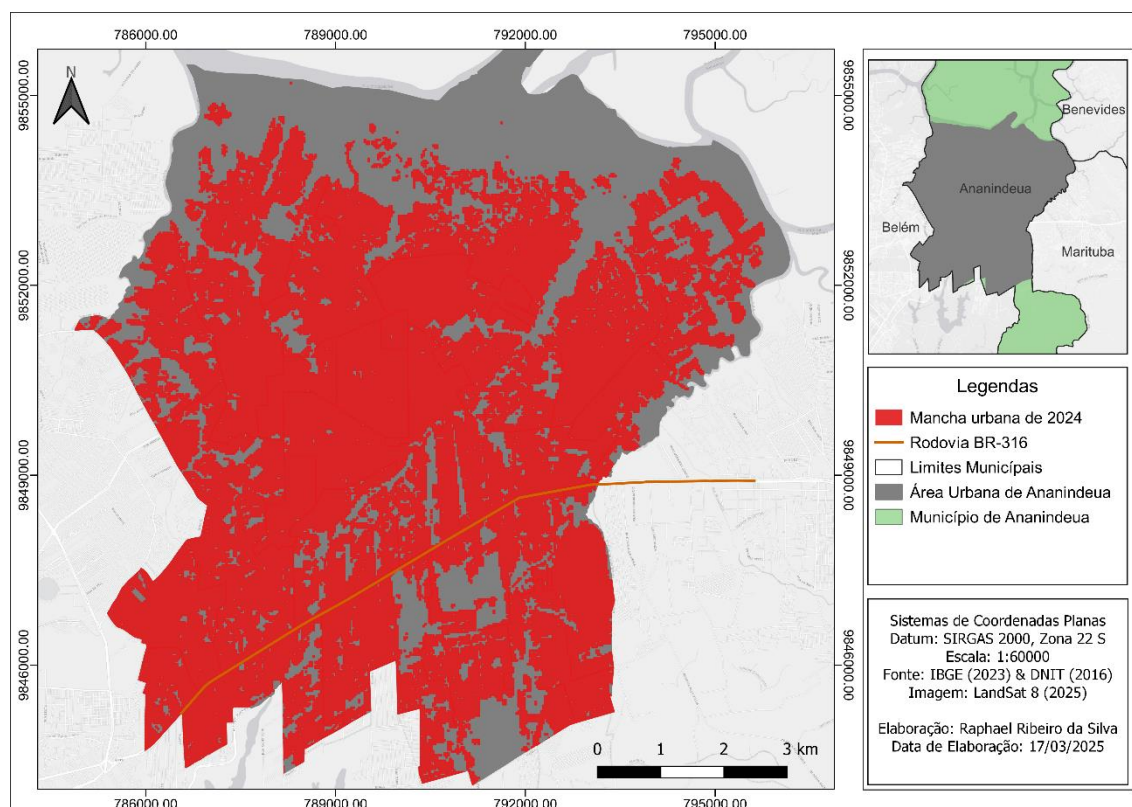 786000.00 789000.00 792000.00 795000.00
N
9855000.00
9852000.00
9849000.00
9846000.00
9855000.00
9852000.00
9849000.00
9846000.00
0 1 2 3 km
786000.00 789000.00 792000.00 795000.00
Benevides
Ananindeua
Belém
Marituba
Legendas
Mancha urbana de 2024
Rodovia BR-316
Limites Municípais
Área Urbana de Ananindeua
Município de Ananindeua
Sistemas de Coordenadas Planas
Datum: SIRGAS 2000, Zona 22 S
Escala: 1:60000
Fonte: IBGE (2023) & DNIT (2016)
Imagem: LandSat 8 (2025)
Elaboração: Raphael Ribeiro da Silva
Data de Elaboração: 17/03/2025